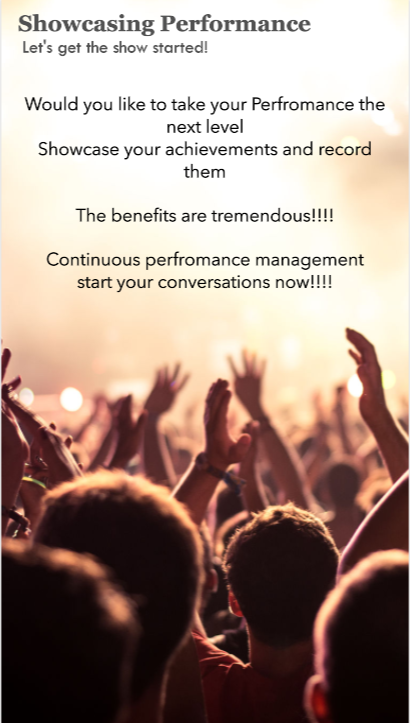 Showcasing Performance
Let's get the show started!
Would you like to take your Perfromance the
next level
Showcase your achievements and record
them
The benefits are tremendous!!!!
Continuous perfromance management
start your conversations now!!!!